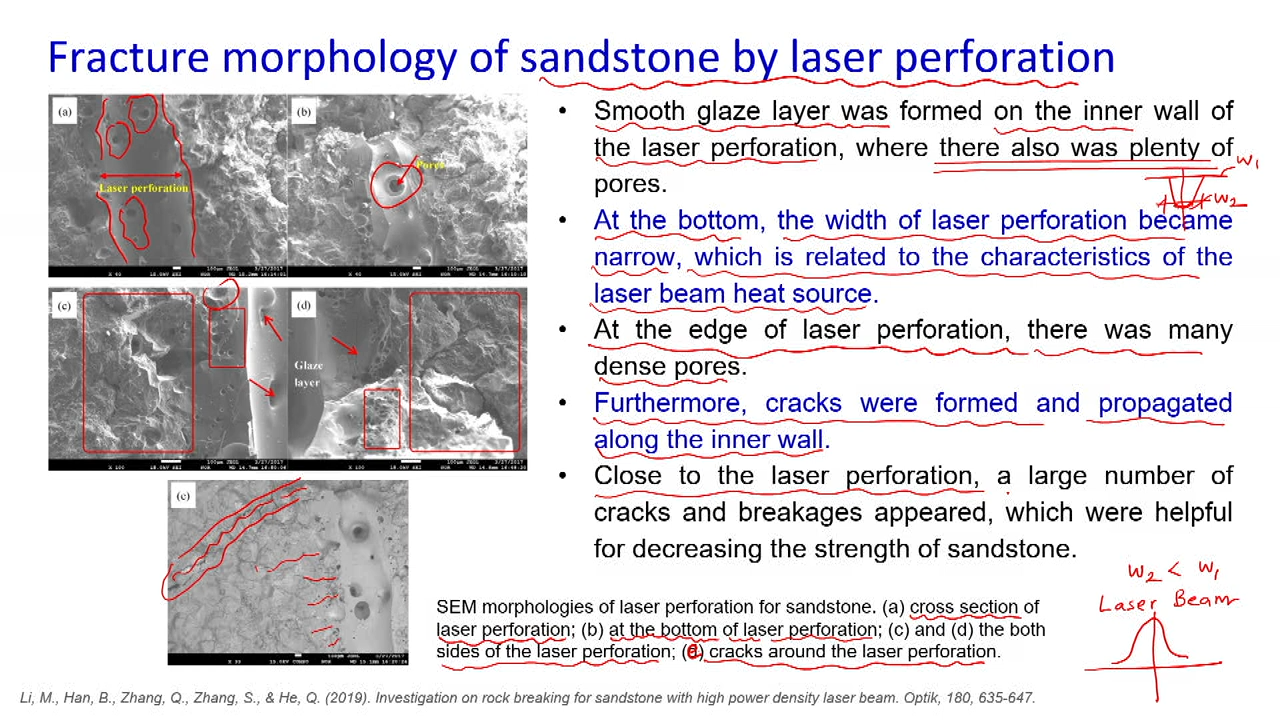 Fracture morphology of sandstone by laser perforation
(a)
Laser perforation
(b)
Pores
(c)
(d)
Glaze
layer
(e)
• Smooth glaze layer was formed on the inner wall of
the laser perforation, where there also was plenty of
pores.
W1
W2
• At the bottom, the width of laser perforation became
narrow, which is related to the characteristics of the
laser beam heat source.
• At the edge of laser perforation, there was many
dense pores.
• Furthermore, cracks were formed and propagated
along the inner wall.
• Close to the laser perforation, a large number of
cracks and breakages appeared, which were helpful
for decreasing the strength of sandstone.
W2 < W1
Laser Beam
SEM morphologies of laser perforation for sandstone. (a) cross section of
laser perforation; (b) at the bottom of laser perforation; (c) and (d) the both
sides of the laser perforation; (e) cracks around the laser perforation.
Li, M., Han, B., Zhang, Q., Zhang, S., & He, Q. (2019). Investigation on rock breaking for sandstone with high power density laser beam. Optik, 180, 635-647.